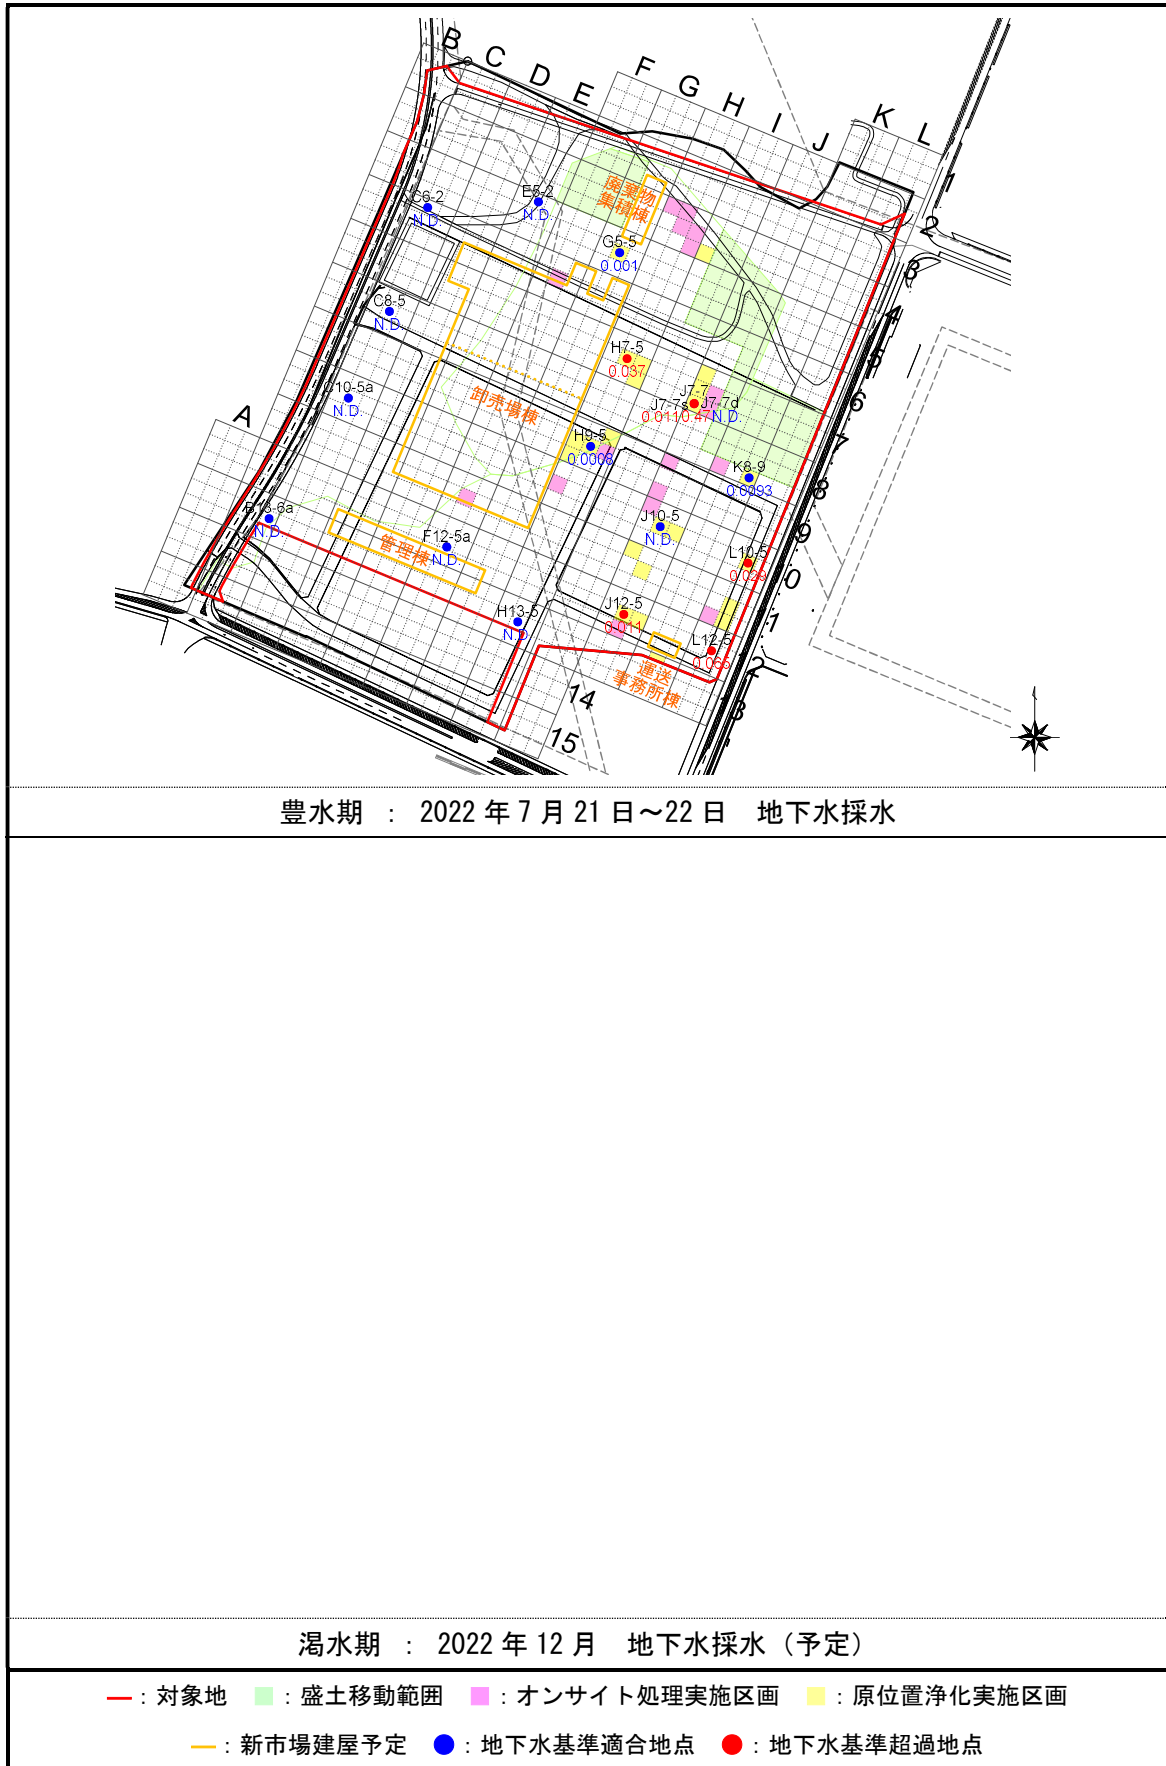 B C D E F G H I J K L
1
2
3
4
5
6
7
8
9
0
1
2
3
A
14
15
廃棄物
集積棟
C6-2
N.D.
E5-2
N.D.
G5-5
0.001
C8-5
N.D.
H7-5
0.037
C10-5a
N.D.
卸売場棟
J7-7
J7-7s
J7-7d
0.011
0.47
N.D.
H9-5
0.0008
K8-9
0.0093
B13-6a
N.D.
管理棟
F12-5a
N.D.
J10-5
N.D.
L10-5
0.029
J12-5
0.011
H13-5
N.D.
L12-5
運送
事務所棟
豊水期 : 2022 年 7 月 21 日～22 日 地下水採水
渇水期 : 2022 年 12 月 地下水採水（予定）
: 対象地 : 盛土移動範囲 : オンサイト処理実施区画 : 原位置浄化実施区画
: 新市場建屋予定 : 地下水基準適合地点 : 地下水基準超過地点